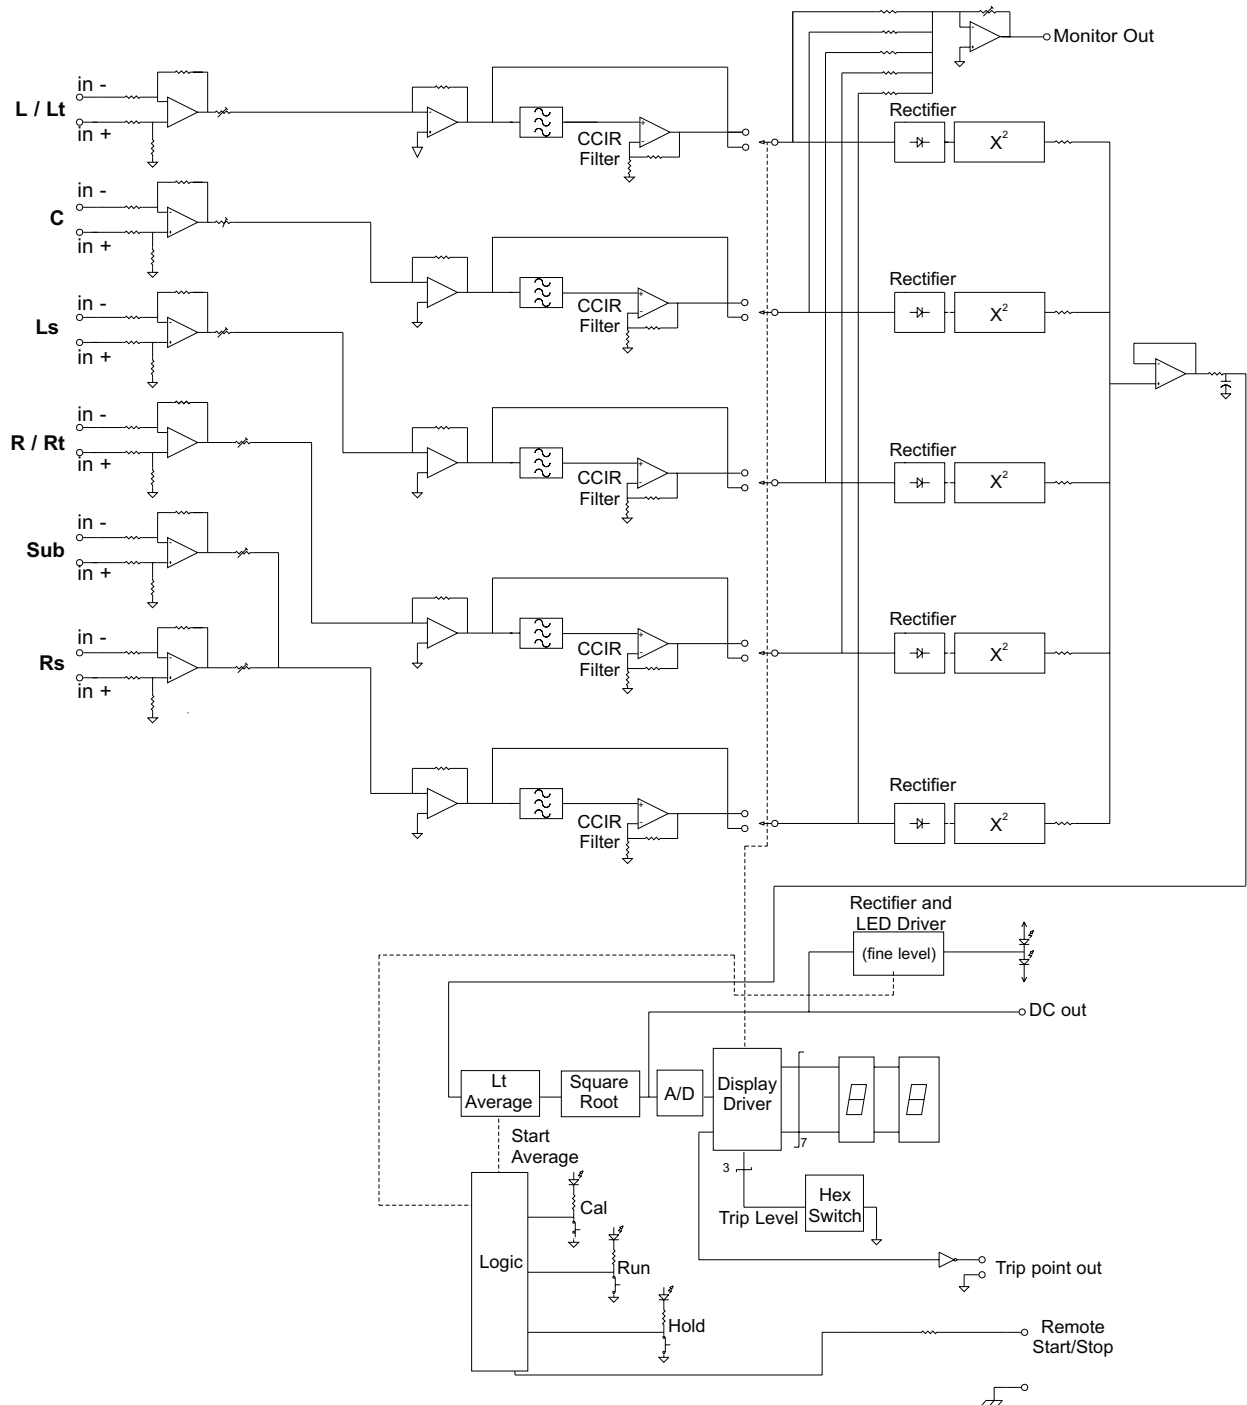 Monitor Out
in -
L / Lt
in +
CCIR
Filter
Rectifier
X²
in -
C
in +
CCIR
Filter
Rectifier
X²
in -
Ls
in +
in -
R / Rt
in +
CCIR
Filter
Rectifier
X²
in -
Sub
in +
in -
Rs
in +
CCIR
Filter
Rectifier
X²
CCIR
Filter
Rectifier
X²
Rectifier and
LED Driver
(fine level)
DC out
Lt
Average
Square
Root
A/D
Display
Driver
7
Start
Average
3
Trip Level
Hex
Switch
Cal
Logic
Run
Trip point out
Hold
Remote
Start/Stop